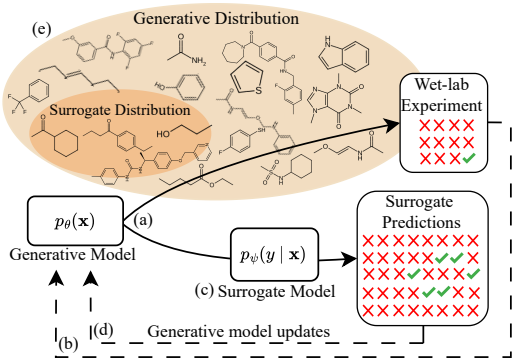 (e)
Generative Distribution
Surrogate Distribution
Wet-lab
Experiment
(a)
pθ(x)
Generative Model
Surrogate
Predictions
pψ(y | x)
(c)
Surrogate Model
(d)
(b)
Generative model updates